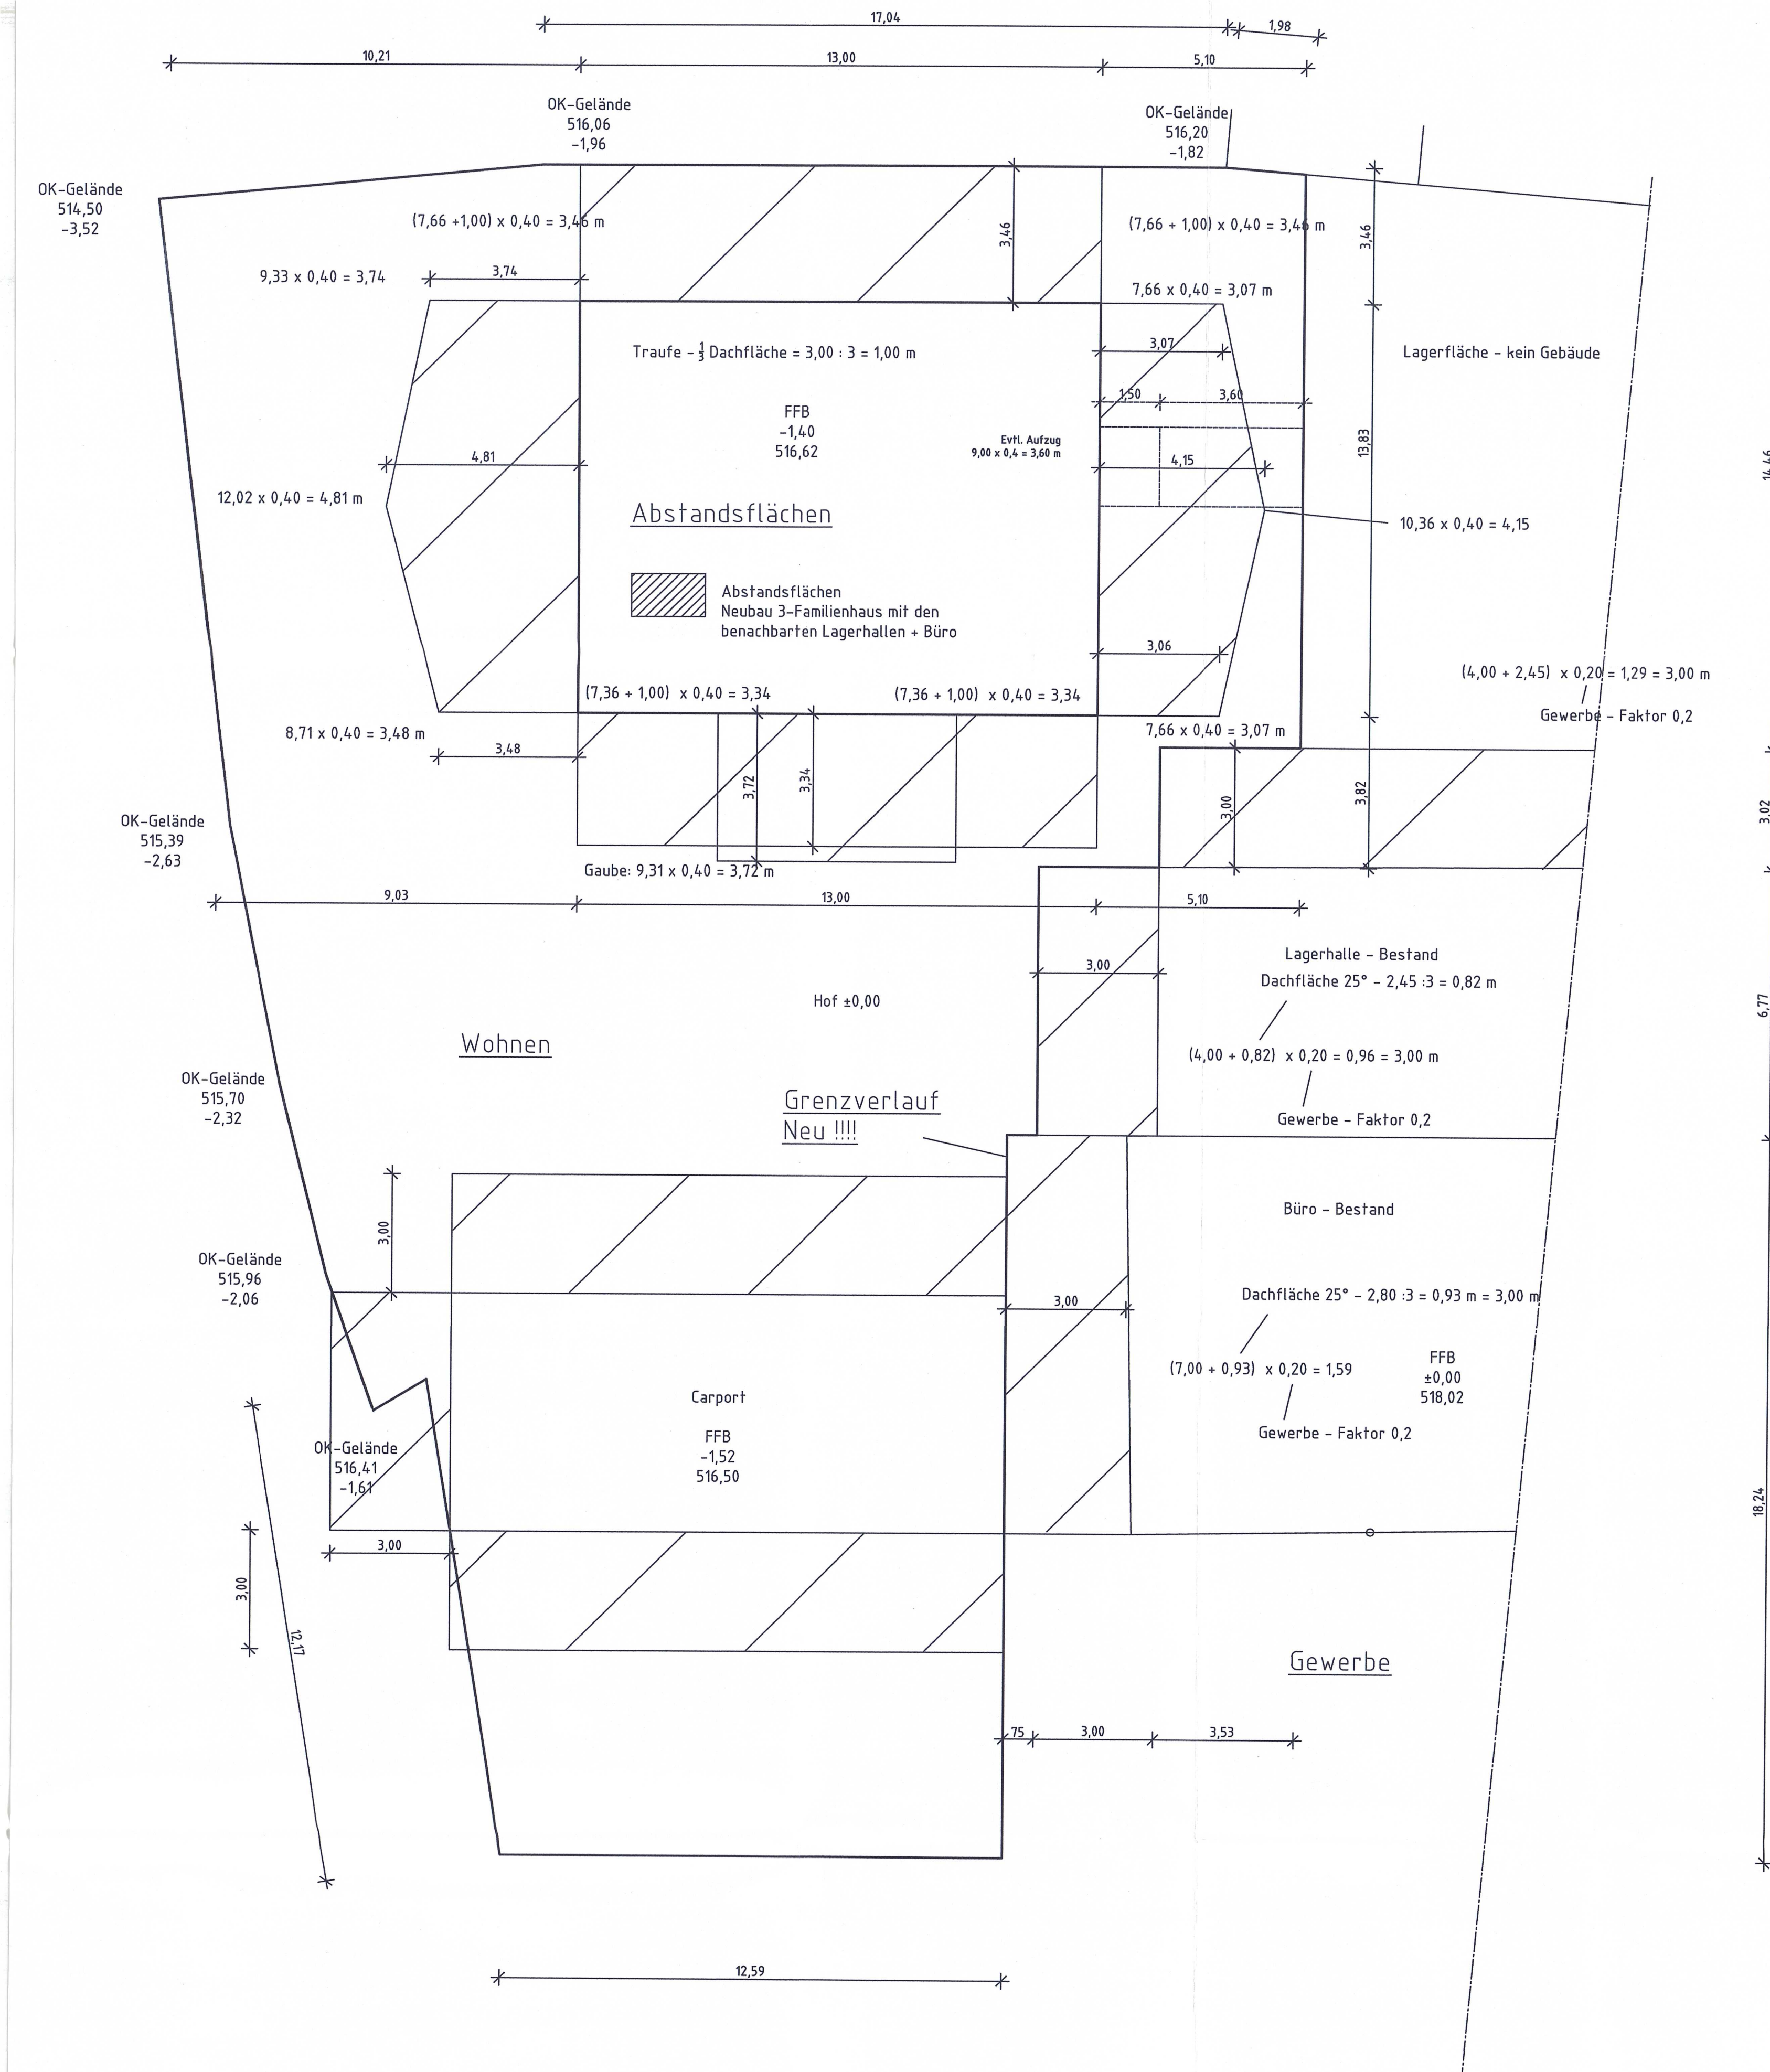 17,04
1,98
10,21
13,00
5,10
OK-Gelände
516,06
-1,96
OK-Gelände
516,20
-1,82
OK-Gelände
514,50
-3,52
(7,66 +1,00) x 0,40 = 3,46 m
3,46
(7,66 + 1,00) x 0,40 = 3,46 m
3,46
9,33 x 0,40 = 3,74
3,74
7,66 x 0,40 = 3,07 m
Traufe - 1/3 Dachfläche = 3,00 : 3 = 1,00 m
3,07
Lagerfläche - kein Gebäude
1,50
3,60
FFB
-1,40
516,62
Evtl. Aufzug
9,00 x 0,4 = 3,60 m
13,83
14,46
4,81
4,15
12,02 x 0,40 = 4,81 m
Abstandsflächen
10,36 x 0,40 = 4,15
Abstandsflächen
Neubau 3-Familienhaus mit den
benachbarten Lagerhallen + Büro
3,06
(4,00 + 2,45) x 0,20 = 1,29 = 3,00 m
Gewerbe - Faktor 0,2
(7,36 + 1,00) x 0,40 = 3,34
(7,36 + 1,00) x 0,40 = 3,34
8,71 x 0,40 = 3,48 m
3,48
7,66 x 0,40 = 3,07 m
3,72
3,34
3,00
3,82
3,02
OK-Gelände
515,39
-2,63
Gaube: 9,31 x 0,40 = 3,72 m
9,03
13,00
5,10
Lagerhalle - Bestand
Dachfläche 25° - 2,45 :3 = 0,82 m
3,00
6,77
Hof ±0,00
Wohnen
(4,00 + 0,82) x 0,20 = 0,96 = 3,00 m
Gewerbe - Faktor 0,2
OK-Gelände
515,70
-2,32
Grenzverlauf
Neu !!!!
3,00
Büro - Bestand
OK-Gelände
515,96
-2,06
3,00
Dachfläche 25° - 2,80 :3 = 0,93 m = 3,00 m
(7,00 + 0,93) x 0,20 = 1,59
FFB
±0,00
518,02
Gewerbe - Faktor 0,2
Carport
FFB
-1,52
516,50
OK-Gelände
516,41
-1,61
18,24
3,00
3,00
12,17
Gewerbe
75
3,00
3,53
12,59